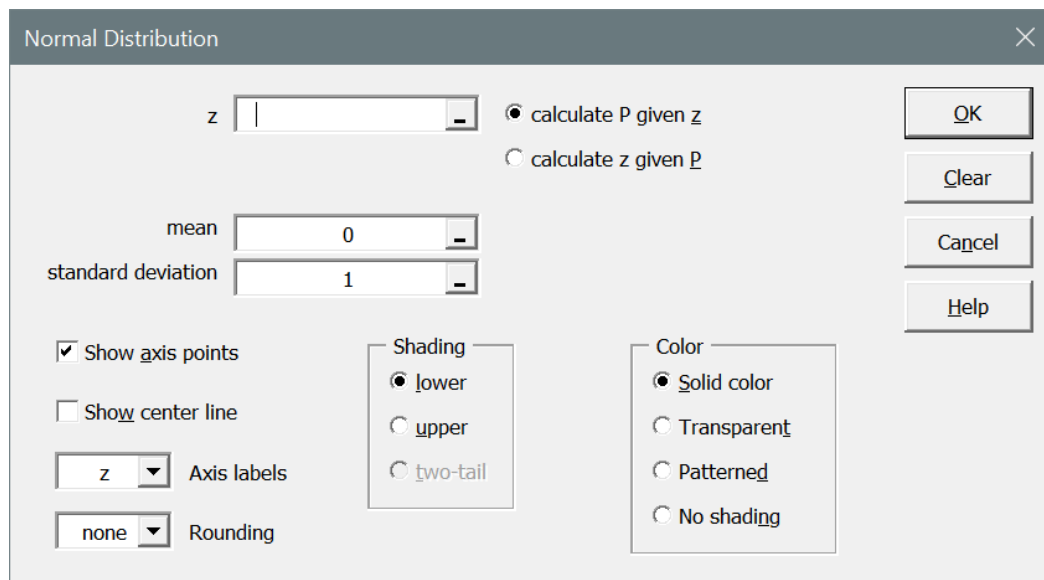 Normal Distribution
z
calculate P given z
OK
calculate z given P
Clear
mean 0
Cancel
standard deviation 1
Help
Show axis points
Show center line
z Axis labels
none Rounding
Shading
lower
upper
two-tail
Color
Solid color
Transparent
Patterned
No shading